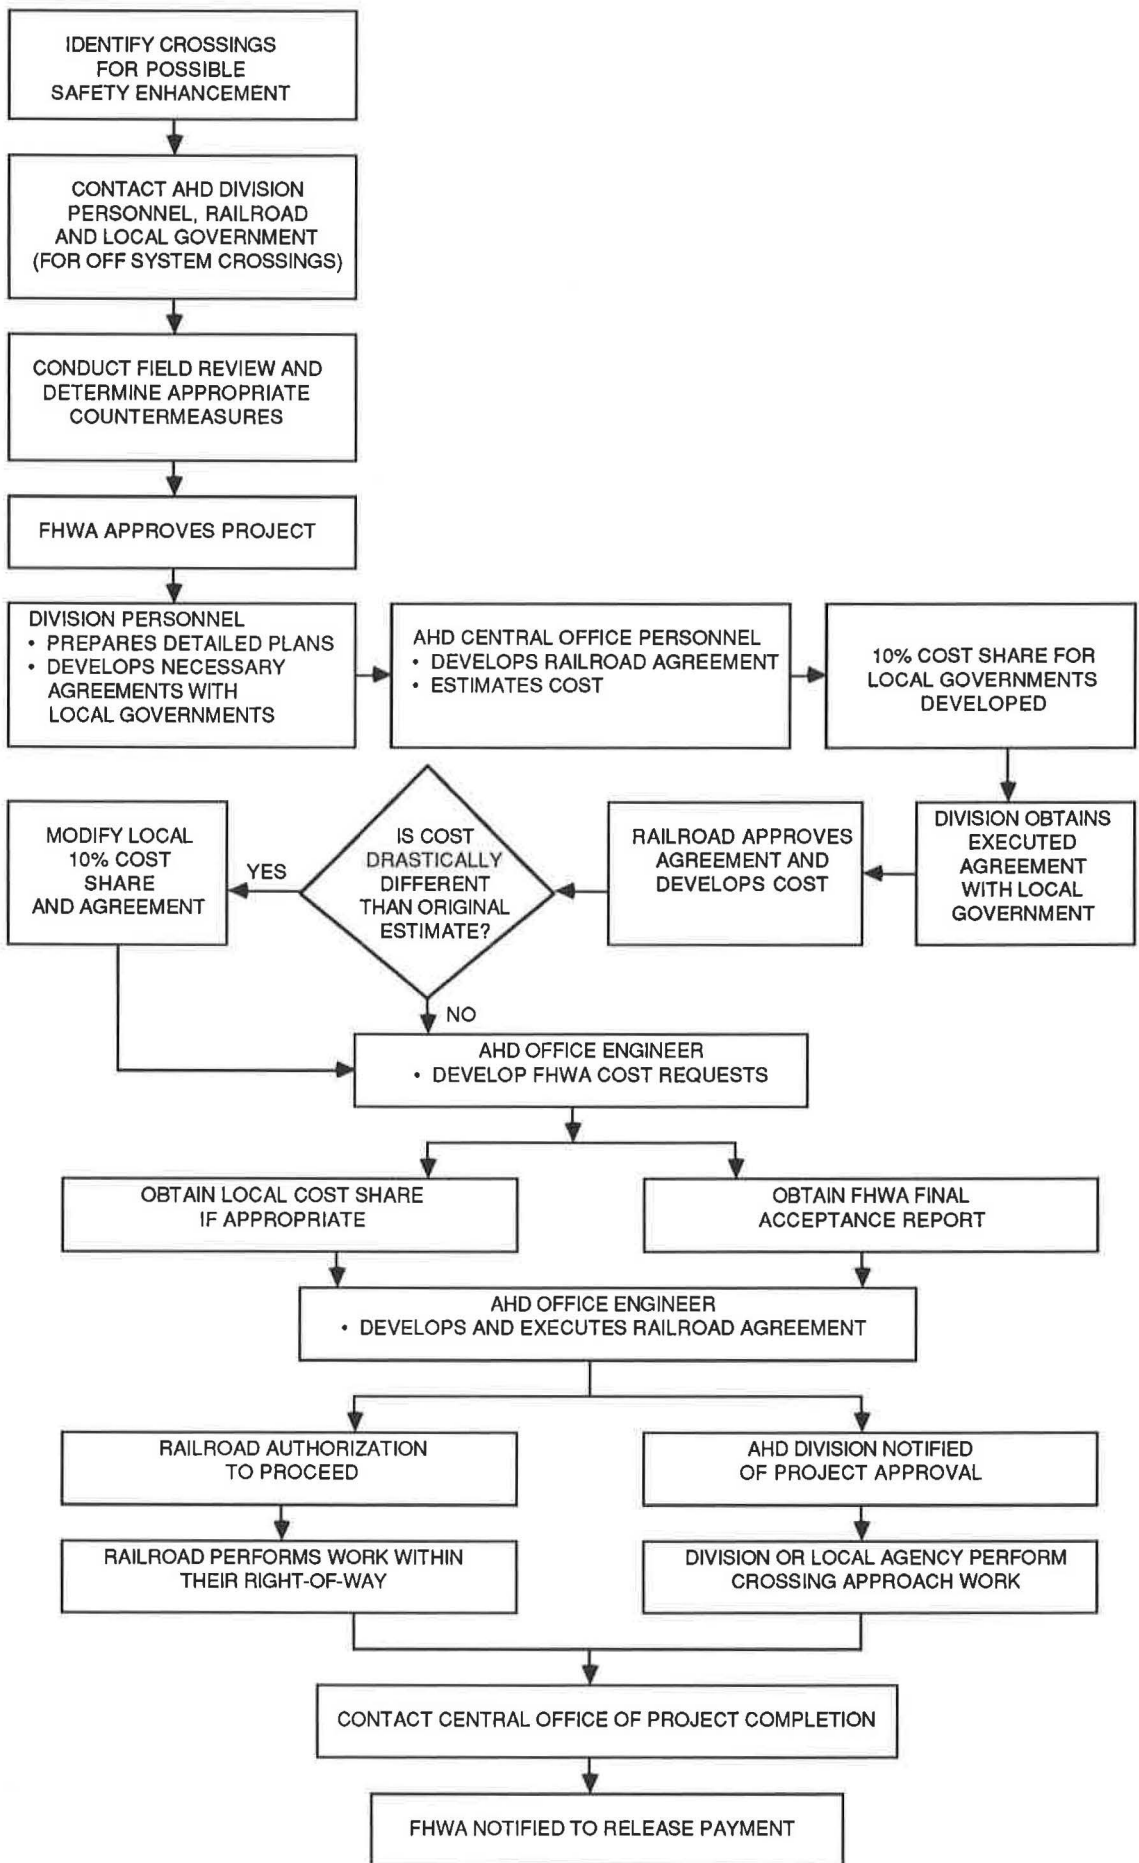 IDENTIFY CROSSINGS
FOR POSSIBLE
SAFETY ENHANCEMENT
CONTACT AHD DIVISION
PERSONNEL, RAILROAD
AND LOCAL GOVERNMENT
(FOR OFF SYSTEM CROSSINGS)
CONDUCT FIELD REVIEW AND
DETERMINE APPROPRIATE
COUNTERMEASURES
FHWA APPROVES PROJECT
DIVISION PERSONNEL
• PREPARES DETAILED PLANS
• DEVELOPS NECESSARY
AGREEMENTS WITH
LOCAL GOVERNMENTS
AHD CENTRAL OFFICE PERSONNEL
• DEVELOPS RAILROAD AGREEMENT
• ESTIMATES COST
10% COST SHARE FOR
LOCAL GOVERNMENTS
DEVELOPED
DIVISION OBTAINS
EXECUTED
AGREEMENT
WITH LOCAL
GOVERNMENT
RAILROAD APPROVES
AGREEMENT AND
DEVELOPS COST
IS COST
DRASTICALLY
DIFFERENT
THAN ORIGINAL
ESTIMATE?
YES
MODIFY LOCAL
10% COST
SHARE
AND AGREEMENT
NO
AHD OFFICE ENGINEER
• DEVELOP FHWA COST REQUESTS
OBTAIN LOCAL COST SHARE
IF APPROPRIATE
OBTAIN FHWA FINAL
ACCEPTANCE REPORT
AHD OFFICE ENGINEER
• DEVELOPS AND EXECUTES RAILROAD AGREEMENT
RAILROAD AUTHORIZATION
TO PROCEED
AHD DIVISION NOTIFIED
OF PROJECT APPROVAL
RAILROAD PERFORMS WORK WITHIN
THEIR RIGHT-OF-WAY
DIVISION OR LOCAL AGENCY PERFORM
CROSSING APPROACH WORK
CONTACT CENTRAL OFFICE OF PROJECT COMPLETION
FHWA NOTIFIED TO RELEASE PAYMENT